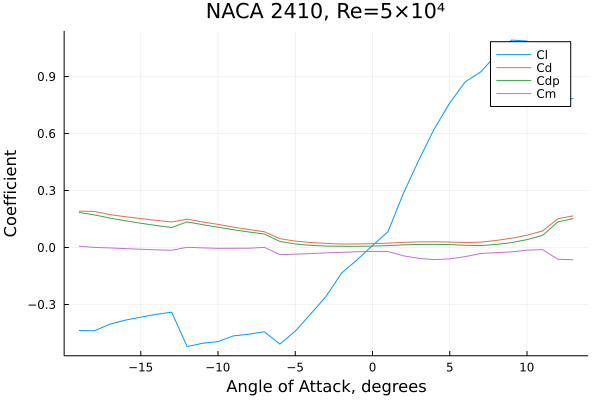 NACA 2410, Re=5×10⁴
Cl
Cd
Cdp
Cm
0.9
0.6
0.3
0.0
−0.3
Coefficient
−15
−10
−5
0
5
10
Angle of Attack, degrees